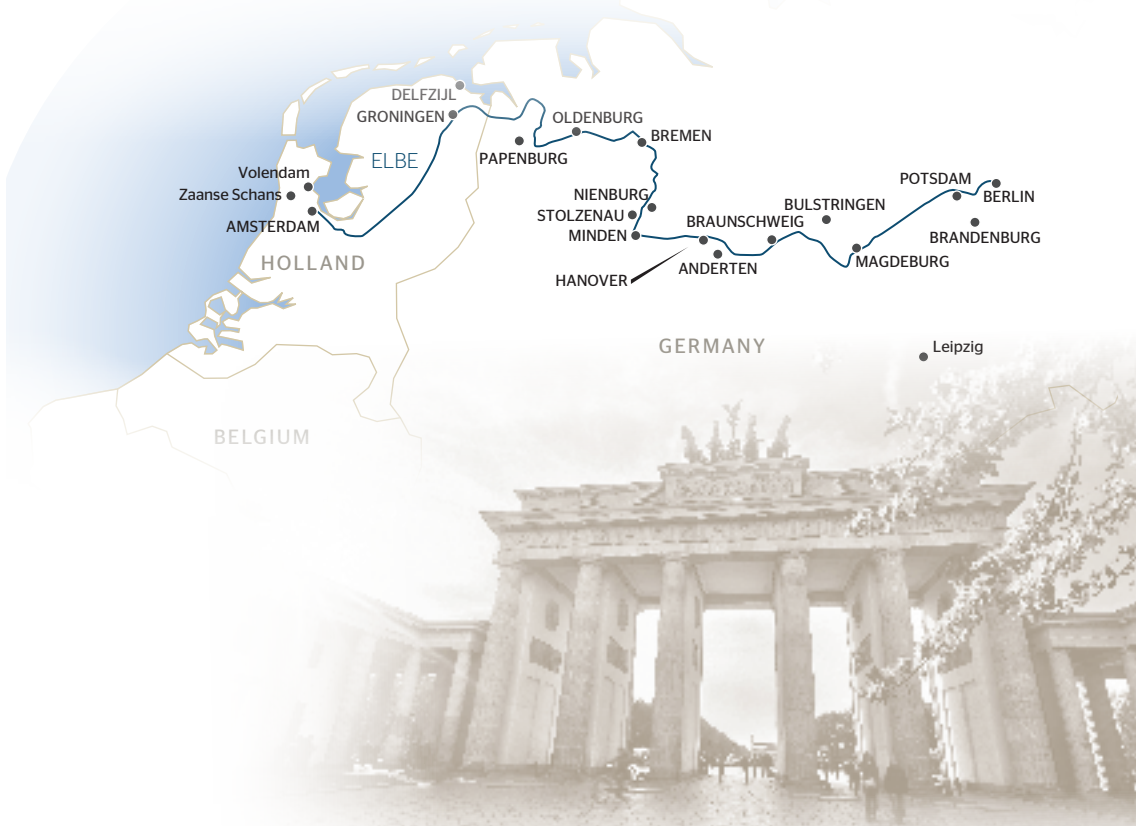 DELFZIJL
GRONINGEN
OLDENBURG
BREMEN
ELBE
PAPENBURG
Volendam
Zaanse Schans
AMSTERDAM
NIENBURG
STOLZENAU
MINDEN
BRAUNSCHWEIG
BULSTRINGEN
POTSDAM
BERLIN
BRANDENBURG
HOLLAND
HANOVER
ANDERTEN
MAGDEBURG
GERMANY
Leipzig
BELGIUM